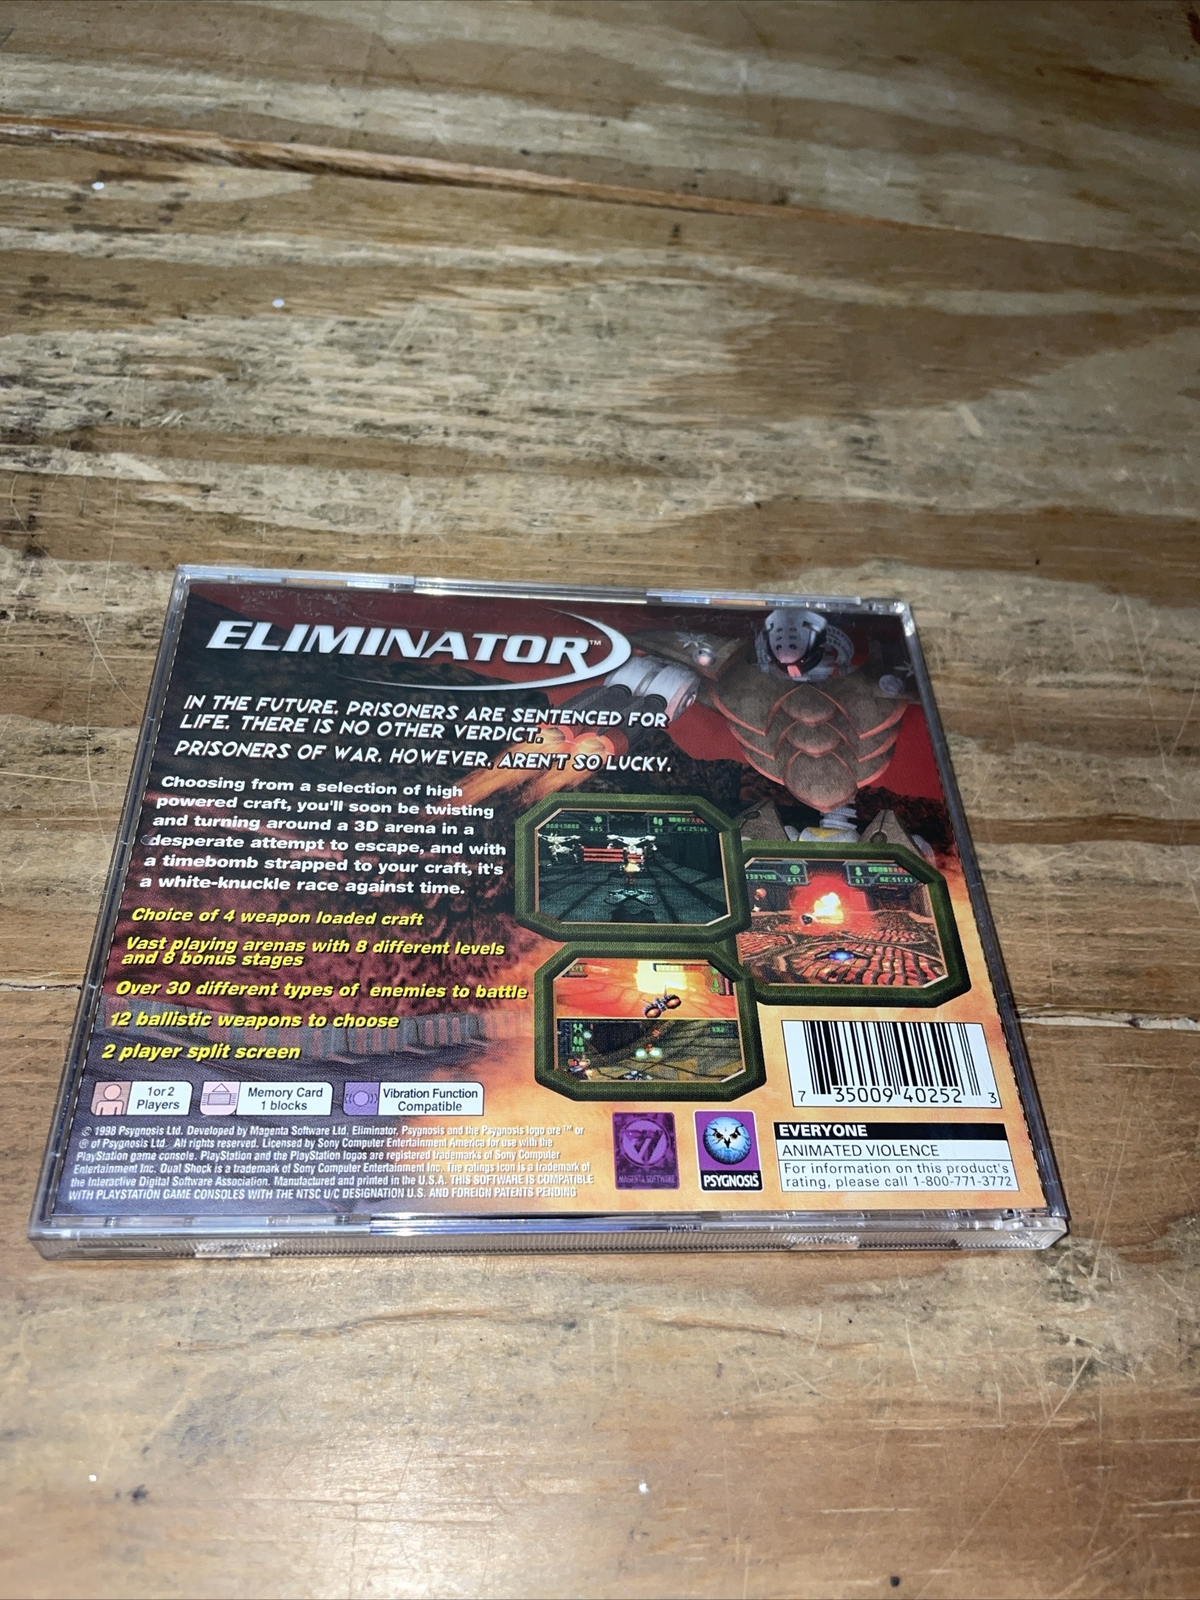 ELIMINATOR™
IN THE FUTURE, PRISONERS ARE SENTENCED FOR
LIFE. THERE IS NO OTHER VERDICT.
PRISONERS OF WAR, HOWEVER, AREN'T SO LUCKY.
Choosing from a selection of high
powered craft, you'll soon be twisting
and turning around a 3D arena in a
desperate attempt to escape, and with
a timebomb strapped to your craft, it's
a white-knuckle race against time.
Choice of 4 weapon loaded craft
Vast playing arenas with 8 different levels
and 8 bonus stages
Over 30 different types of enemies to battle
12 ballistic weapons to choose
2 player split screen
1 or 2
Players
Memory Card
1 blocks
Vibration Function
Compatible
© 1998 Psygnosis Ltd. Developed by Magenta Software Ltd. Eliminator, Psygnosis and the Psygnosis logo are ™ or
® of Psygnosis Ltd. All rights reserved. Licensed by Sony Computer Entertainment America for use with the
PlayStation game console. PlayStation and the PlayStation logos are registered trademarks of Sony Computer
Entertainment Inc. Dual Shock is a trademark of Sony Computer Entertainment Inc. The ratings icon is a trademark of
the Interactive Digital Software Association. Manufactured and printed in the U.S.A. THIS SOFTWARE IS COMPATIBLE
WITH PLAYSTATION GAME CONSOLES WITH THE NTSC U/C DESIGNATION U.S. AND FOREIGN PATENTS PENDING
MAGENTA SOFTWARE
PSYGNOSIS
7 35009 40252 3
EVERYONE
ANIMATED VIOLENCE
For information on this product's
rating, please call 1-800-771-3772